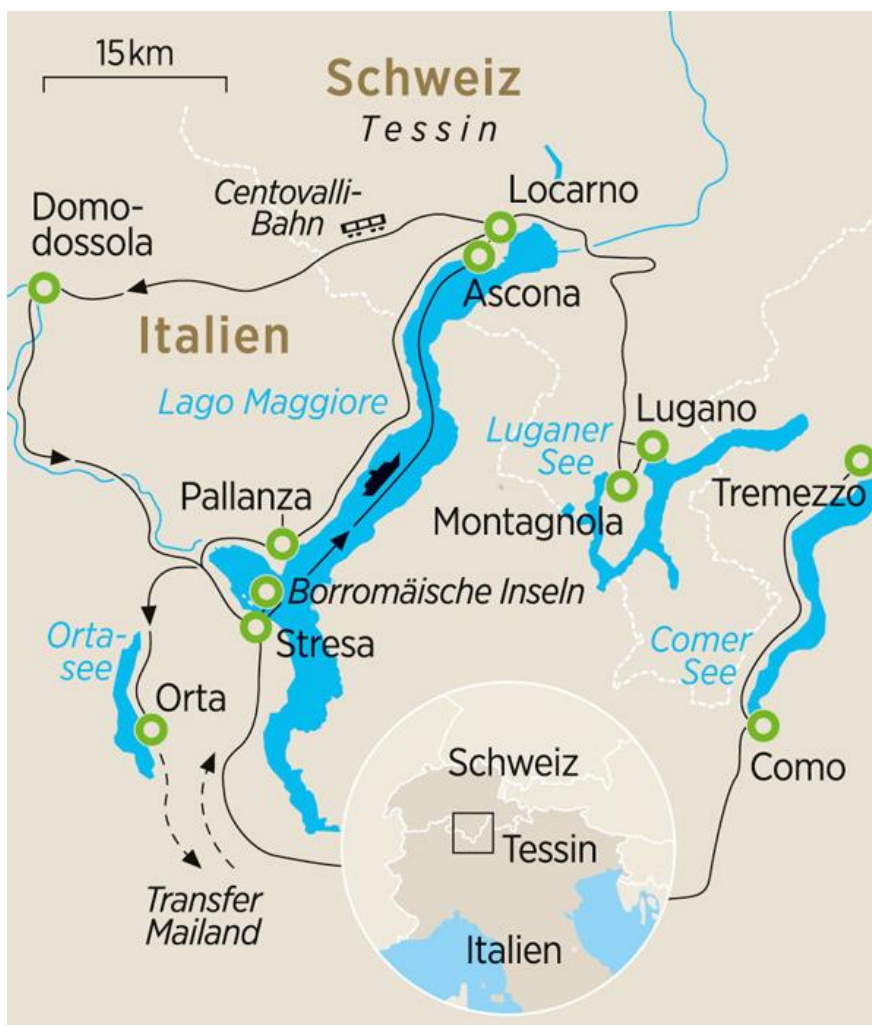 15km
Schweiz
Tessin
Centovalli-
Bahn
Locarno
Domo-
dossola
Ascona
Italien
Lago Maggiore
Lugano
Luganer
See
Tremezzo
Pallanza
Montagnola
Borromäische Inseln
Stresa
Orta-
see
Comer
See
Orta
Como
Schweiz
Tessin
Transfer
Mailand
Italien